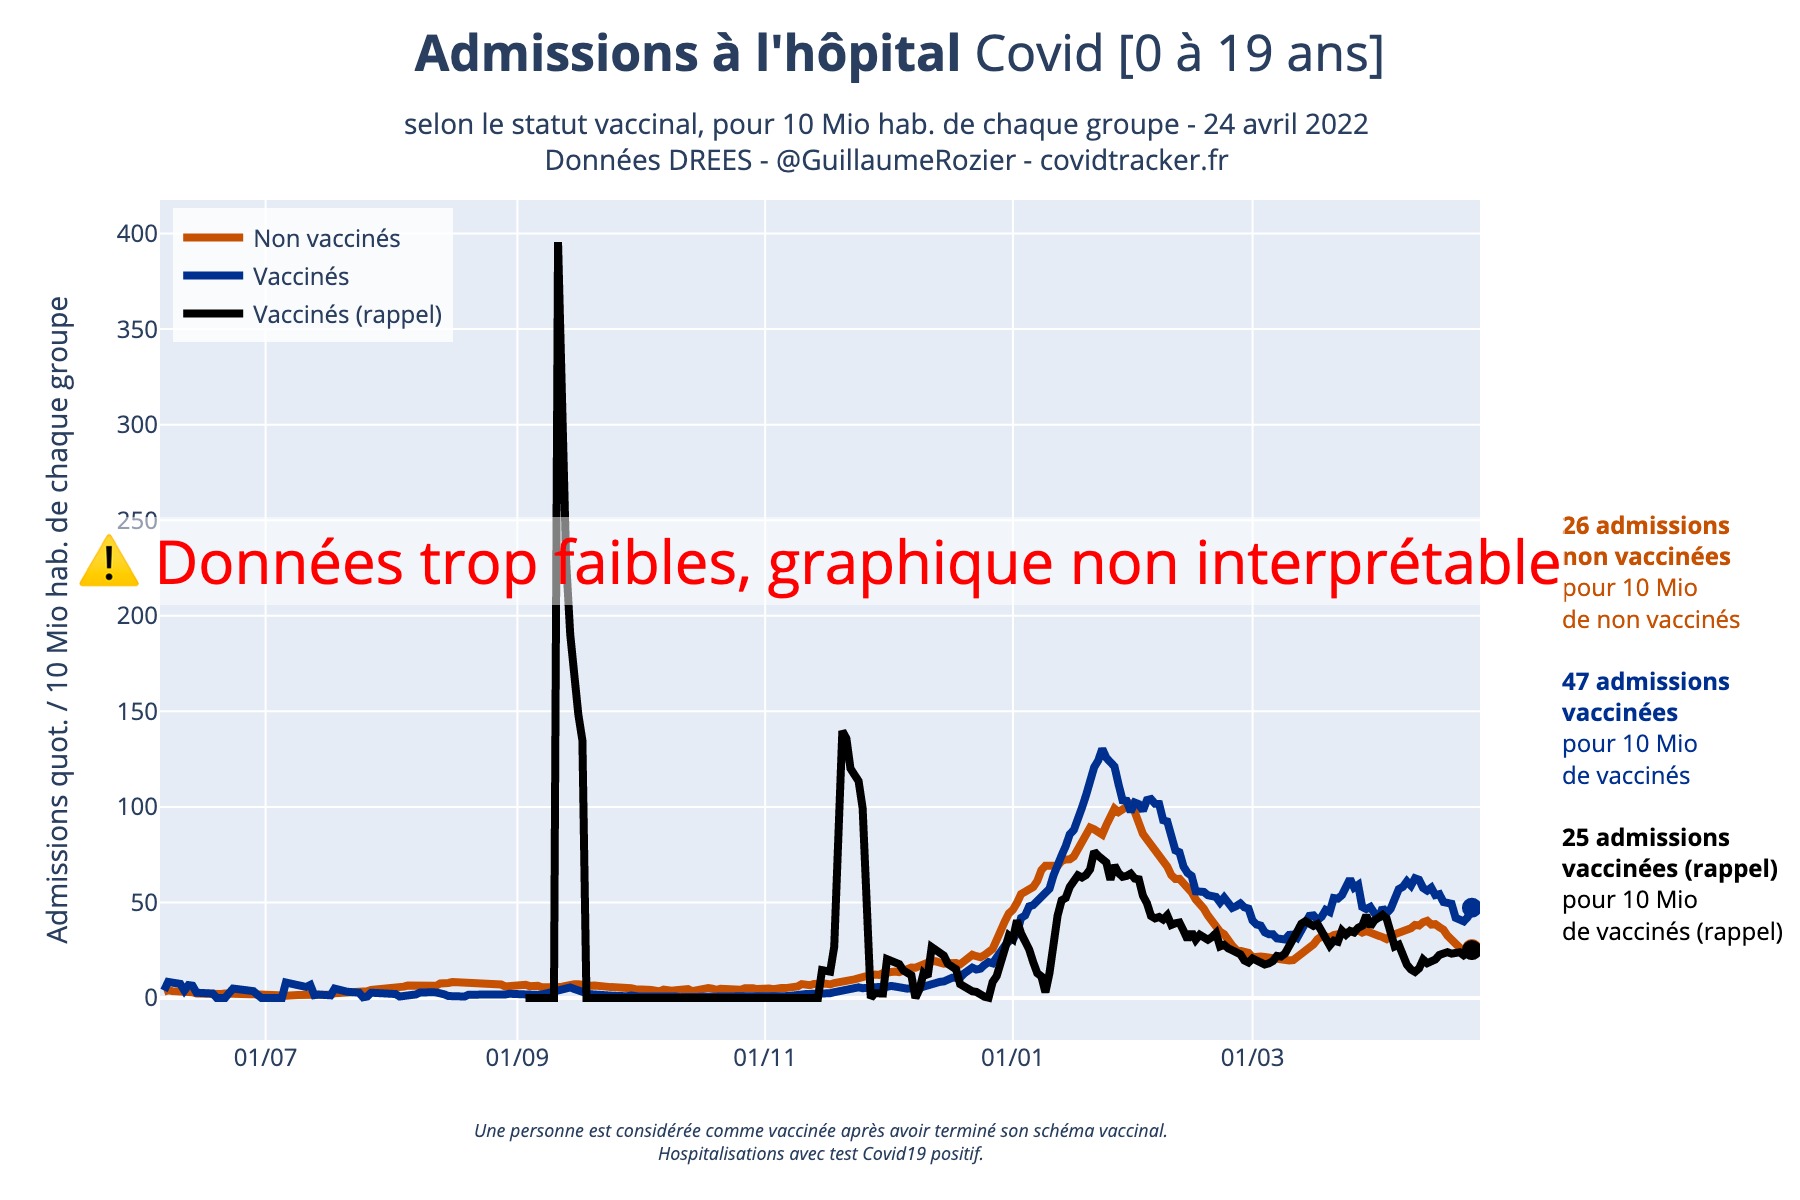 Admissions à l'hôpital Covid [0 à 19 ans]
selon le statut vaccinal, pour 10 Mio hab. de chaque groupe - 24 avril 2022
Données DREES - @GuillaumeRozier - covidtracker.fr
Admissions quot. / 10 Mio hab. de chaque groupe
400
350
300
250
200
150
100
50
0
Non vaccinés
Vaccinés
Vaccinés (rappel)
⚠️ Données trop faibles, graphique non interprétable
26 admissions
non vaccinées
pour 10 Mio
de non vaccinés
47 admissions
vaccinées
pour 10 Mio
de vaccinés
25 admissions
vaccinées (rappel)
pour 10 Mio
de vaccinés (rappel)
01/07
01/09
01/11
01/01
01/03
Une personne est considérée comme vaccinée après avoir terminé son schéma vaccinal.
Hospitalisations avec test Covid19 positif.